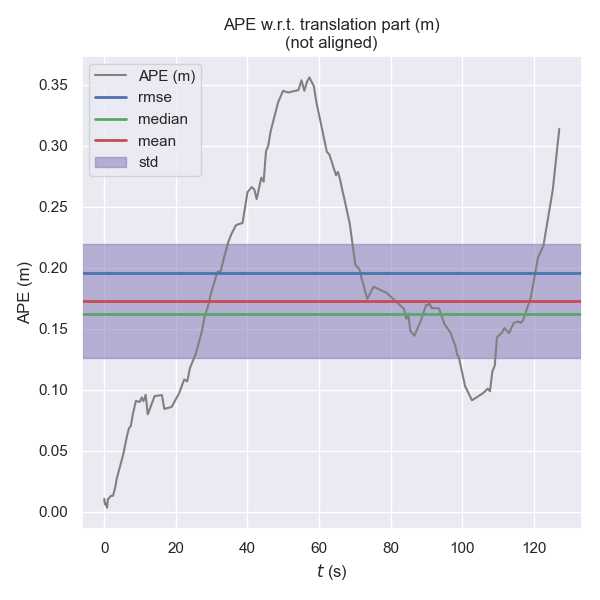 APE w.r.t. translation part (m)
(not aligned)
APE (m)
rmse
median
mean
std
0.35
0.30
0.25
0.20
0.15
0.10
0.05
0.00
APE (m)
0 20 40 60 80 100 120
t (s)